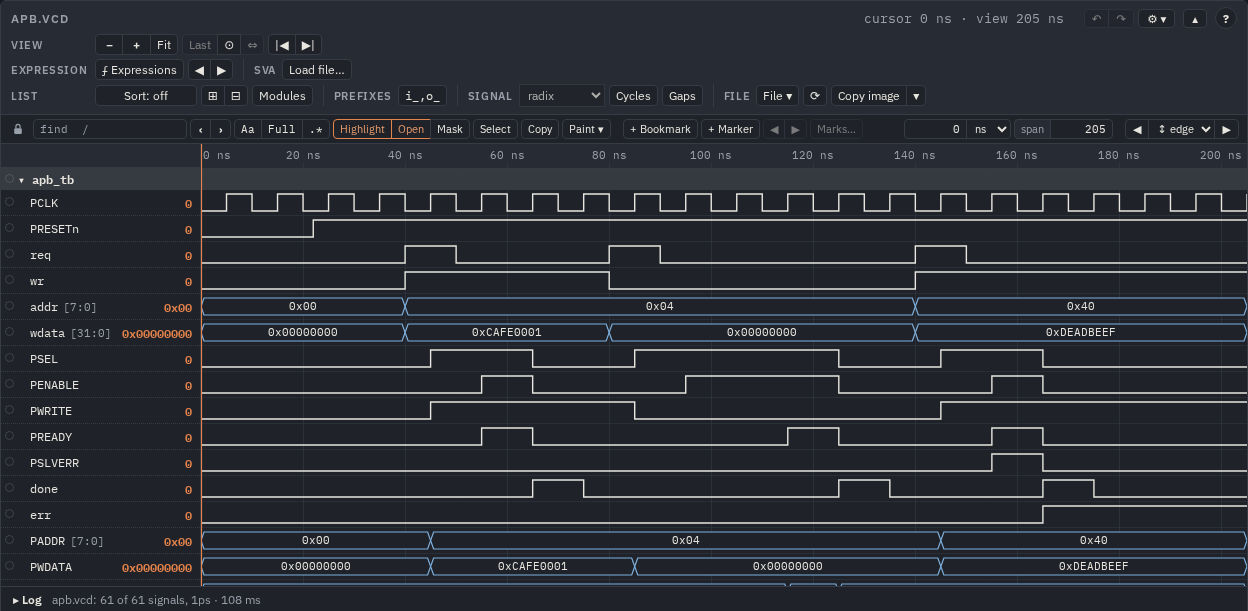 APB.VCD cursor 0 ns · view 205 ns ↶ ↷ ⚙ ▾ ▴ ?
VIEW − + Fit Last ⊙ ⇔ |◀ ▶|
EXPRESSION ⨍ Expressions ◀ ▶ SVA Load file…
LIST Sort: off ⊞ ⊟ Modules PREFIXES i_,o_ SIGNAL radix Cycles Gaps FILE File ▾ ⟳ Copy image ▾
find / ‹ › Aa Full .* Highlight Open Mask Select Copy Paint ▾ + Bookmark + Marker ◀ ▶ Marks… 0 ns span 205 ◀ ↕ edge ▶
0 ns 20 ns 40 ns 60 ns 80 ns 100 ns 120 ns 140 ns 160 ns 180 ns 200 ns
▾ apb_tb
PCLK 0
PRESETn 0
req 0
wr 0
addr [7:0] 0x00 0x00 0x04 0x40
wdata [31:0] 0x00000000 0x00000000 0xCAFE0001 0x00000000 0xDEADBEEF
PSEL 0
PENABLE 0
PWRITE 0
PREADY 0
PSLVERR 0
done 0
err 0
PADDR [7:0] 0x00 0x00 0x04 0x40
PWDATA 0x00000000 0x00000000 0xCAFE0001 0x00000000 0xDEADBEEF
▸ Log apb.vcd: 61 of 61 signals, 1ps · 108 ms